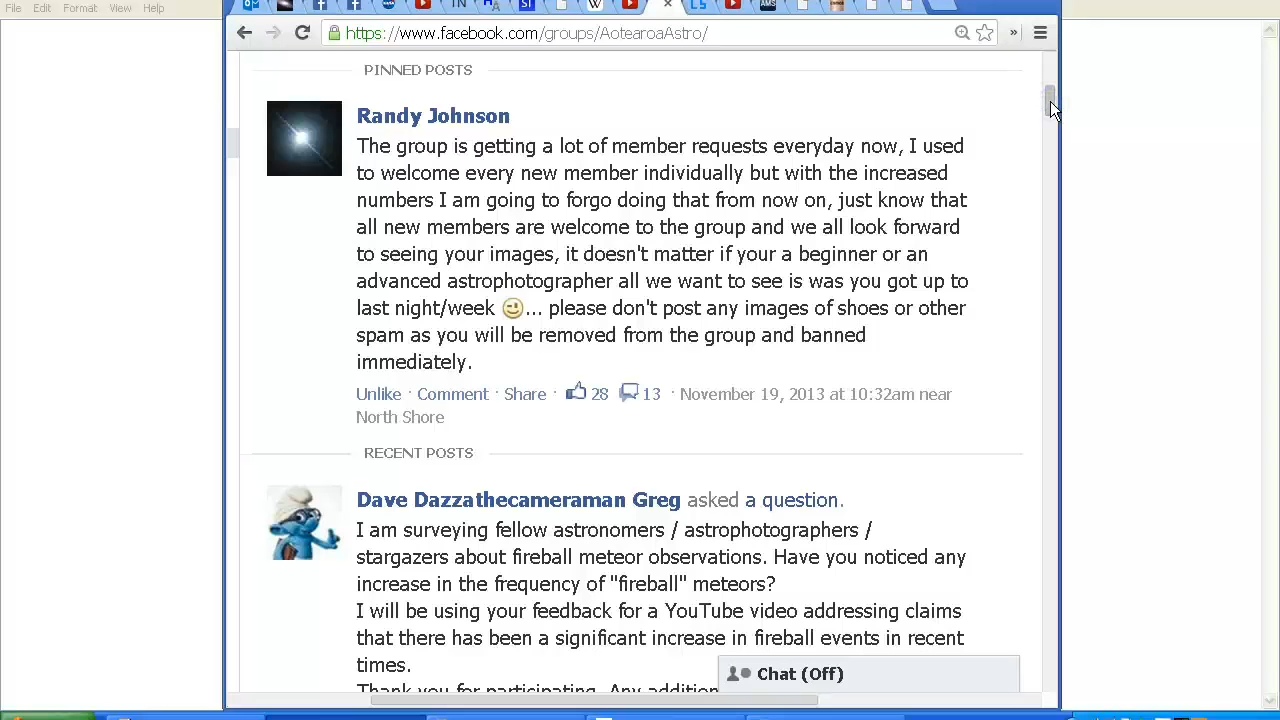 File Edit Format View Help
https://www.facebook.com/groups/AotearoaAstro/
PINNED POSTS
Randy Johnson
The group is getting a lot of member requests everyday now, I used
to welcome every new member individually but with the increased
numbers I am going to forgo doing that from now on, just know that
all new members are welcome to the group and we all look forward
to seeing your images, it doesn't matter if your a beginner or an
advanced astrophotographer all we want to see is was you got up to
last night/week ... please don't post any images of shoes or other
spam as you will be removed from the group and banned
immediately.
Unlike · Comment · Share · 28 13 · November 19, 2013 at 10:32am near
North Shore
RECENT POSTS
Dave Dazzathecameraman Greg asked a question.
I am surveying fellow astronomers / astrophotographers /
stargazers about fireball meteor observations. Have you noticed any
increase in the frequency of "fireball" meteors?
I will be using your feedback for a YouTube video addressing claims
that there has been a significant increase in fireball events in recent
times.
Chat (Off)
Thank you for participating. Any addition